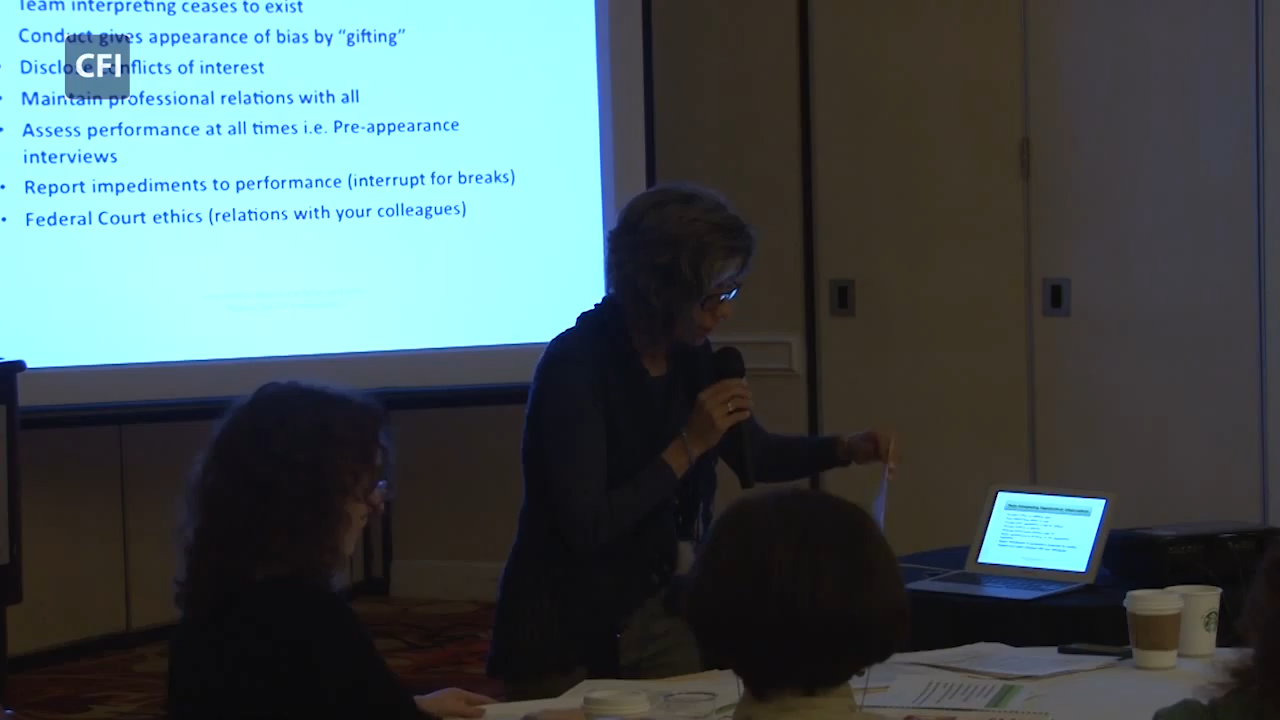 Team interpreting ceases to exist
Conduct gives appearance of bias by “gifting”
CFI
• Disclose conflicts of interest
• Maintain professional relations with all
• Assess performance at all times i.e. Pre-appearance
interviews
• Report impediments to performance (interrupt for breaks)
• Federal Court ethics (relations with your colleagues)